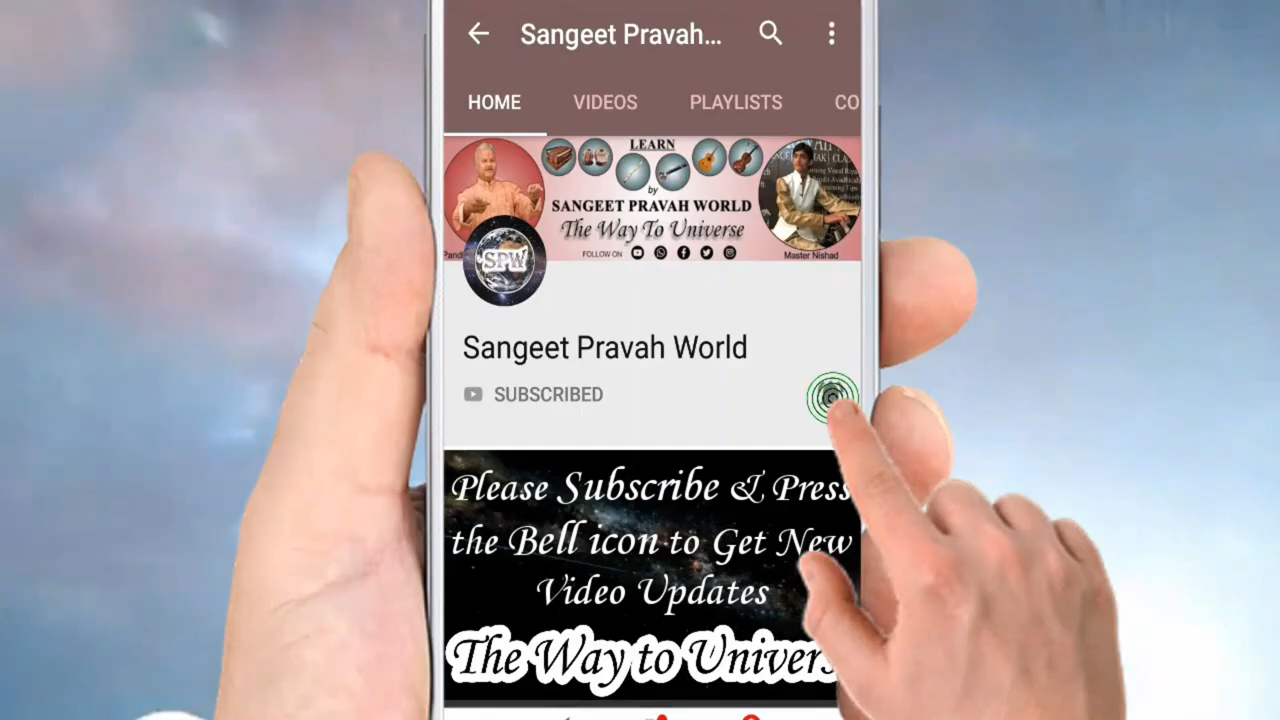 Sangeet Pravah...
HOME VIDEOS PLAYLISTS CO
LEARN
by
SANGEET PRAVAH WORLD
The Way To Universe
FOLLOW ON
Pand
Master Nishad
SPW
Sangeet Pravah World
SUBSCRIBED
Please Subscribe & Press
the Bell icon to Get New
Video Updates
The Way to Univers